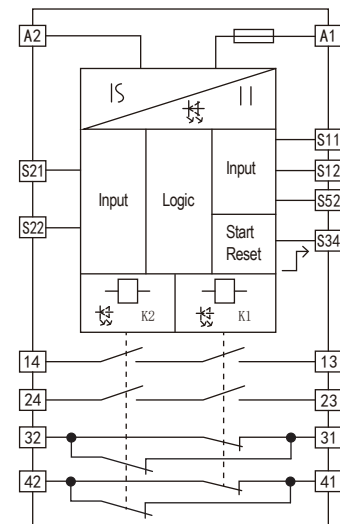 A2 A1
IS II
S11
S21 Input Logic Input S12
S52
S22 Start S34
Reset
K2 K1
14 13
24 23
32 31
42 41